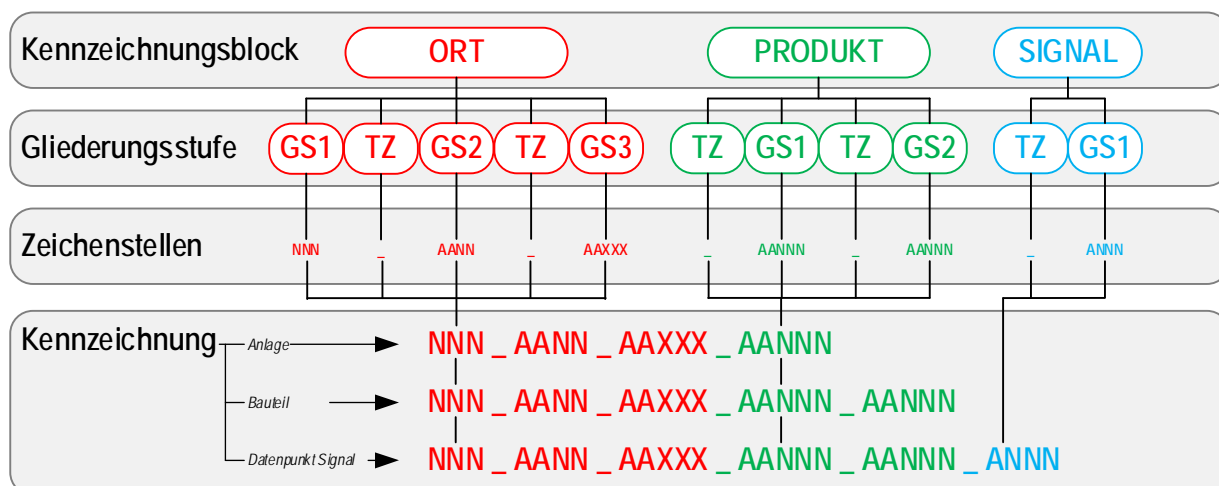 Kennzeichnungsblock ORT PRODUKT SIGNAL
Gliederungsstufe GS1 TZ GS2 TZ GS3 TZ GS1 TZ GS2 TZ GS1
Zeichenstellen NNN _ AANN _ AAXXX _ AANNN _ AANNN _ ANNN
Kennzeichnung Anlage NNN _ AANN _ AAXXX _ AANNN
Bauteil NNN _ AANN _ AAXXX _ AANNN _ AANNN
Datenpunkt Signal NNN _ AANN _ AAXXX _ AANNN _ AANNN _ ANNN